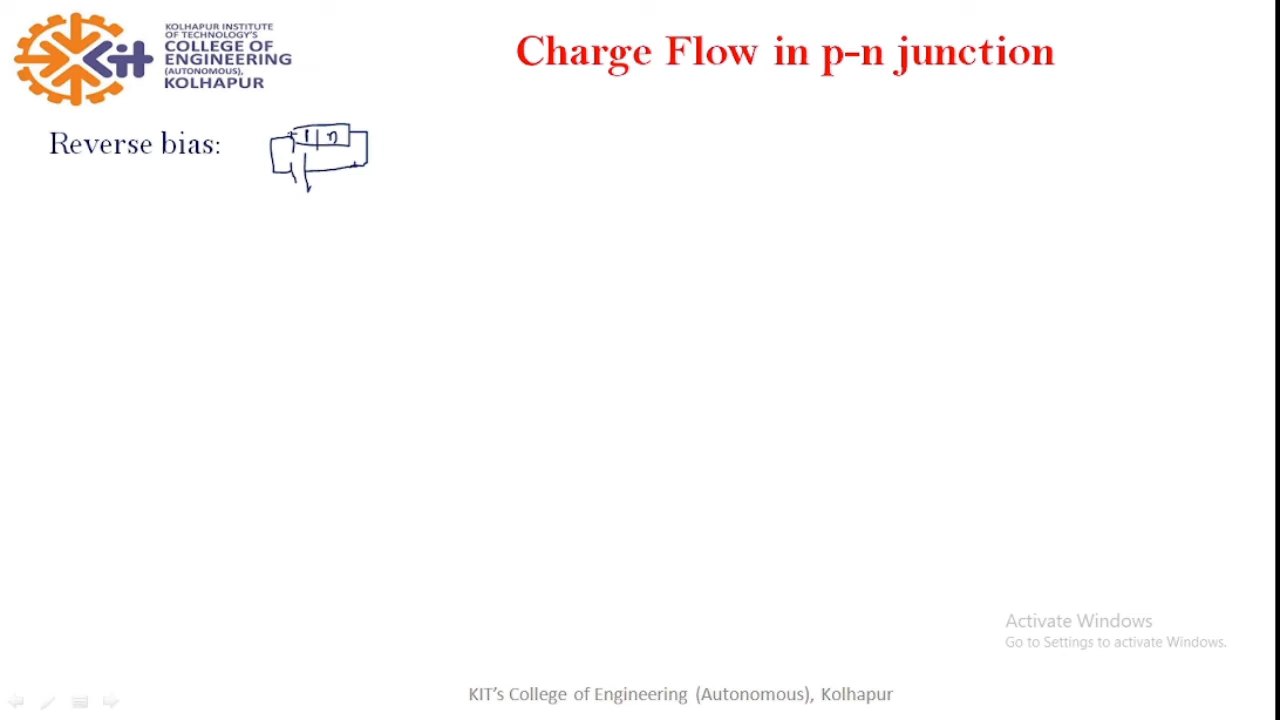 KOLHAPUR INSTITUTE
OF TECHNOLOGY'S
COLLEGE OF
ENGINEERING
(AUTONOMOUS),
KOLHAPUR
Kit
Charge Flow in p-n junction
Reverse bias:
n
Activate Windows
Go to Settings to activate Windows.
KIT's College of Engineering (Autonomous), Kolhapur